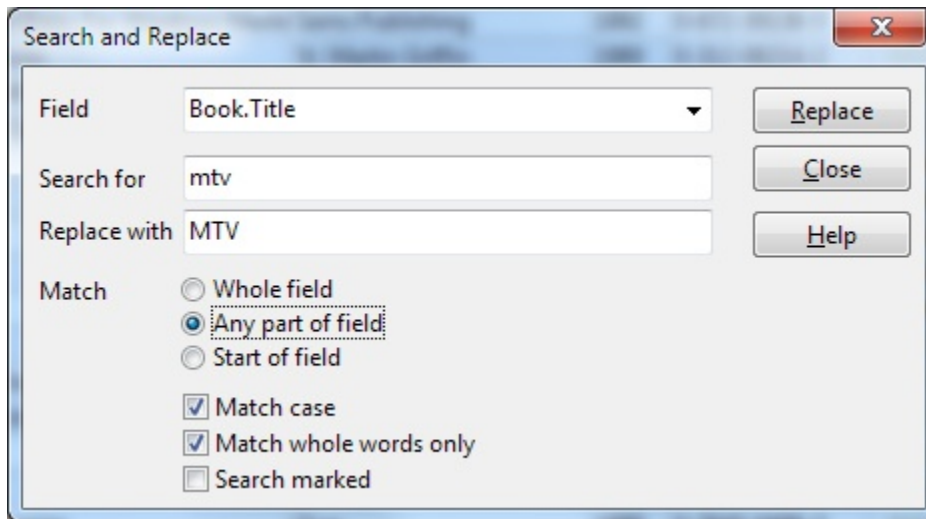 Search and Replace
Field Book.Title Replace
Close
Search for mtv
Replace with MTV Help
Match Whole field
Any part of field
Start of field
Match case
Match whole words only
Search marked